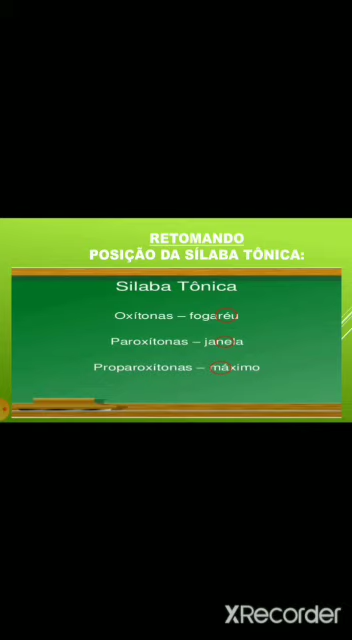 RETOMANDO
POSIÇÃO DA SÍLABA TÔNICA:
Sílaba Tônica
Oxítonas – fogaréu
Paroxítonas – janela
Proparoxítonas – máximo
XRecorder